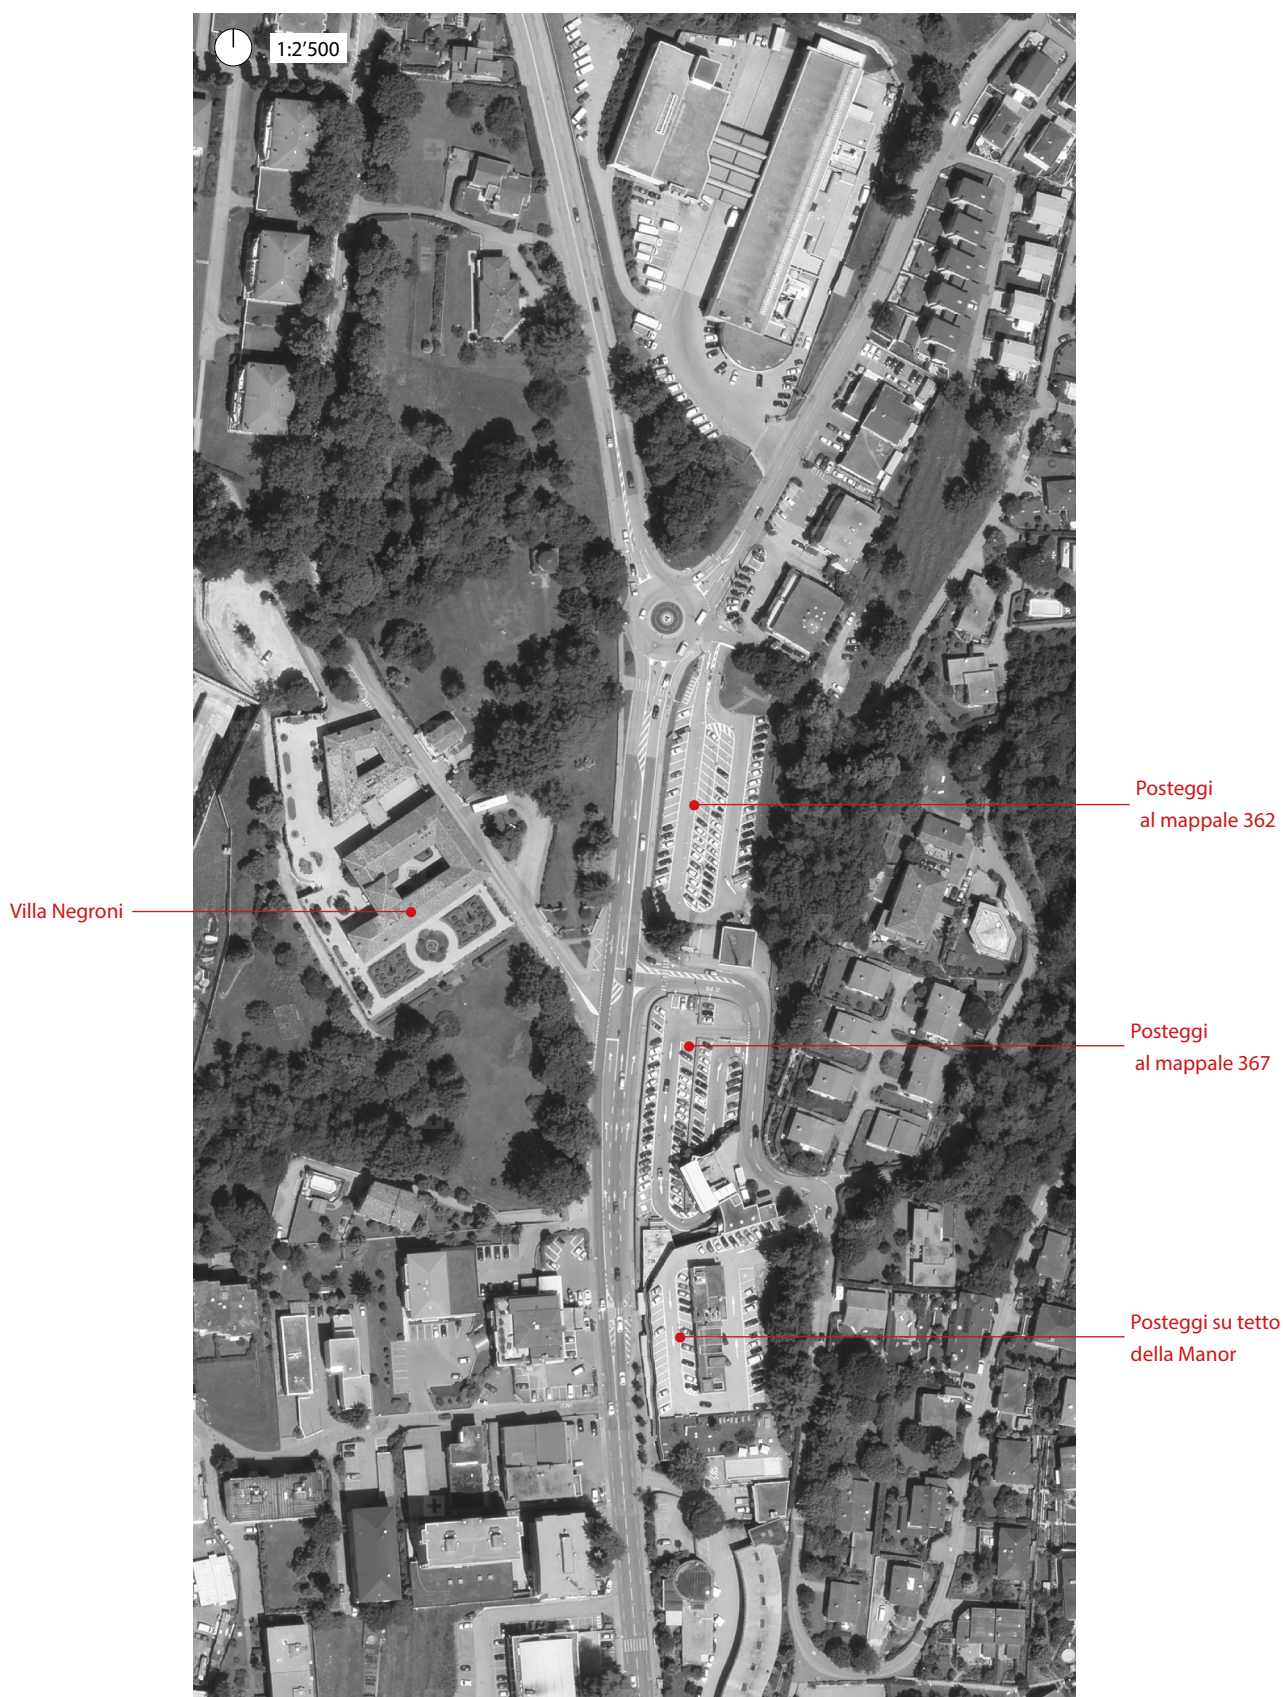 1:2’500
Posteggi
al mappale 362
Villa Negroni
Posteggi
al mappale 367
Posteggi su tetto
della Manor